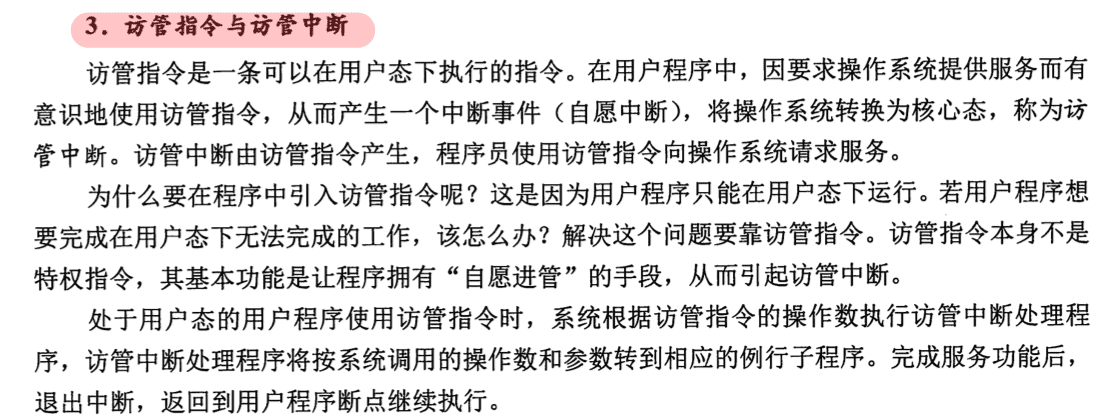 3. 访管指令与访管中断
访管指令是一条可以在用户态下执行的指令。在用户程序中，因要求操作系统提供服务而有
意识地使用访管指令，从而产生一个中断事件（自愿中断），将操作系统转换为核心态，称为访
管中断。访管中断由访管指令产生，程序员使用访管指令向操作系统请求服务。
为什么要在程序中引入访管指令呢？这是因为用户程序只能在用户态下运行。若用户程序想
要完成在用户态下无法完成的工作，该怎么办？解决这个问题要靠访管指令。访管指令本身不是
特权指令，其基本功能是让程序拥有“自愿进管”的手段，从而引起访管中断。
处于用户态的用户程序使用访管指令时，系统根据访管指令的操作数执行访管中断处理程
序，访管中断处理程序将按系统调用的操作数和参数转到相应的例行子程序。完成服务功能后，
退出中断，返回到用户程序断点继续执行。